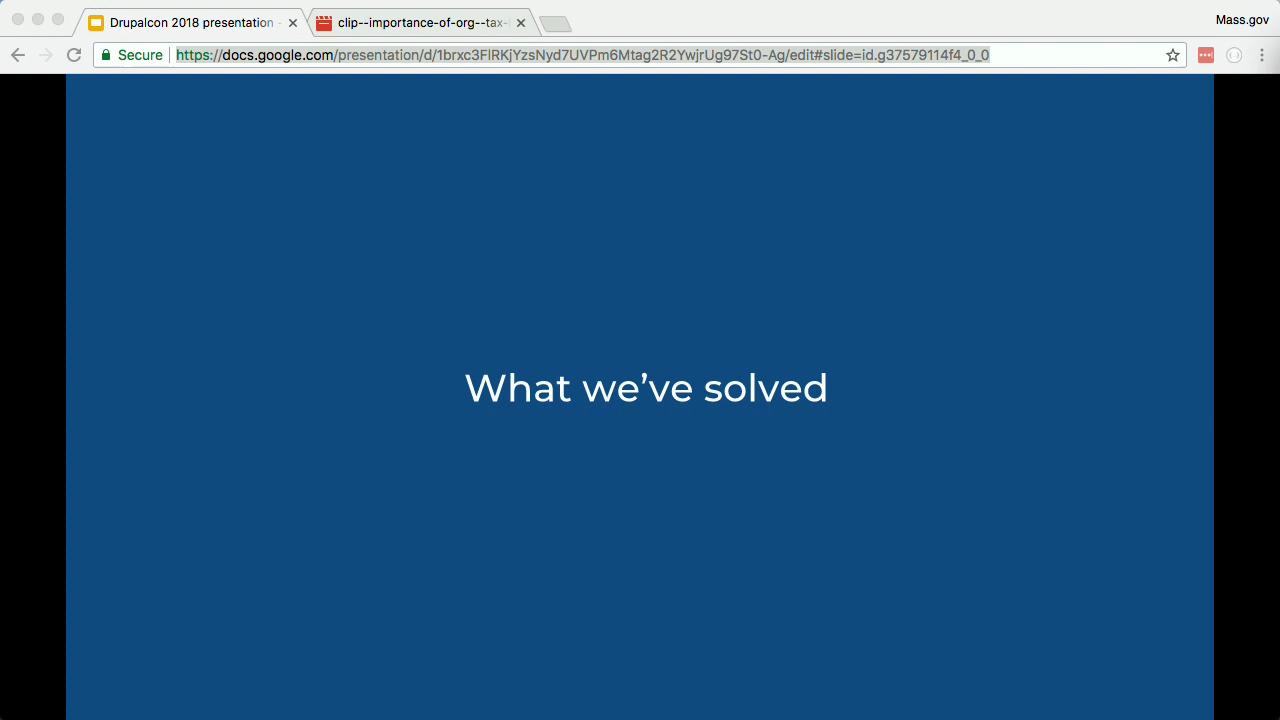 Drupalcon 2018 presentation -
clip--importance-of-org--tax-
Mass.gov
Secure
https://docs.google.com/presentation/d/1brxc3FlRKjYzsNyd7UVPm6Mtag2R2YwjrUg97St0-Ag/edit#slide=id.g37579114f4_0_0
What we’ve solved